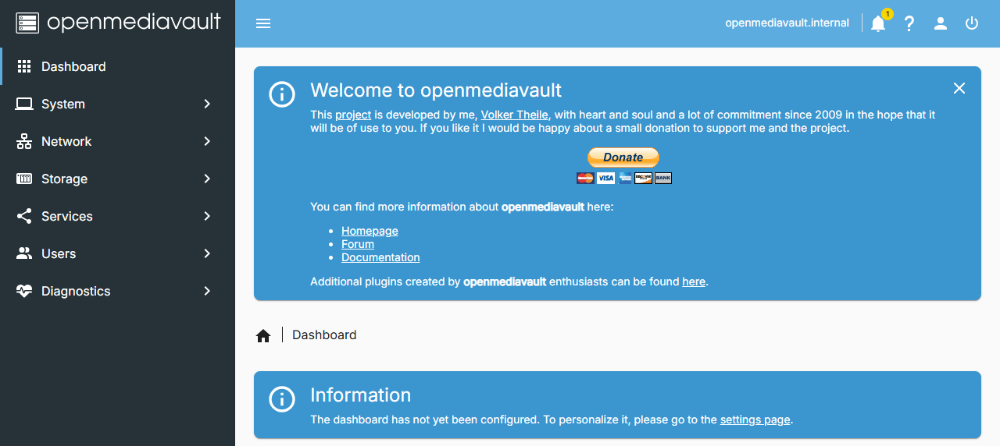 openmediavault
openmediavault.internal
1
Dashboard
System
Network
Storage
Services
Users
Diagnostics
Welcome to openmediavault
This project is developed by me, Volker Theile, with heart and soul and a lot of commitment since 2009 in the hope that it
will be of use to you. If you like it I would be happy about a small donation to support me and the project.
Donate
MasterCard VISA DISCOVER BANK
You can find more information about openmediavault here:
• Homepage
• Forum
• Documentation
Additional plugins created by openmediavault enthusiasts can be found here.
Dashboard
Information
The dashboard has not yet been configured. To personalize it, please go to the settings page.